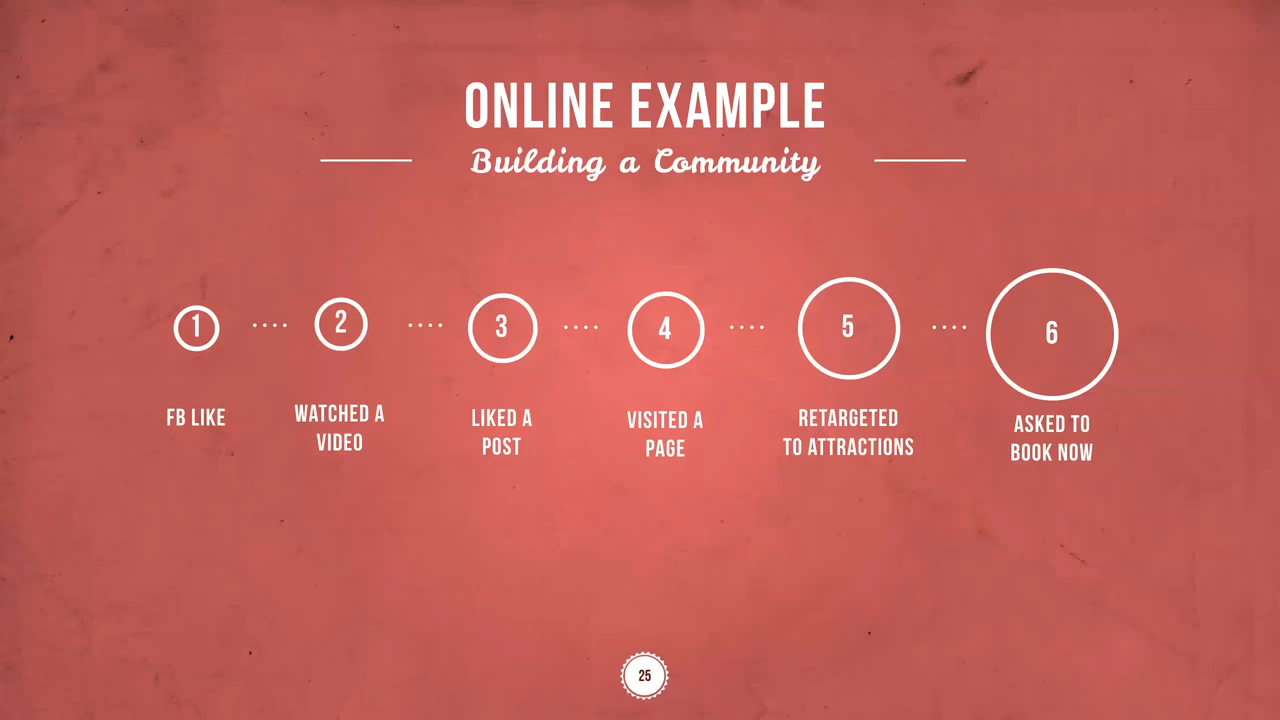 ONLINE EXAMPLE
Building a Community
1
2
3
4
5
6
FB LIKE
WATCHED A
VIDEO
LIKED A
POST
VISITED A
PAGE
RETARGETED
TO ATTRACTIONS
ASKED TO
BOOK NOW
25